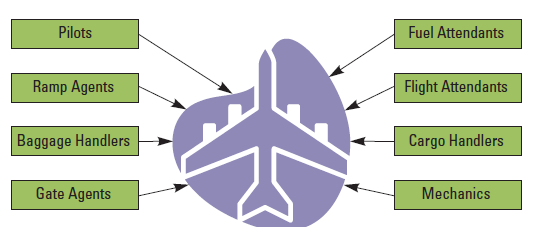 Pilots
Ramp Agents
Baggage Handlers
Gate Agents
Fuel Attendants
Flight Attendants
Cargo Handlers
Mechanics